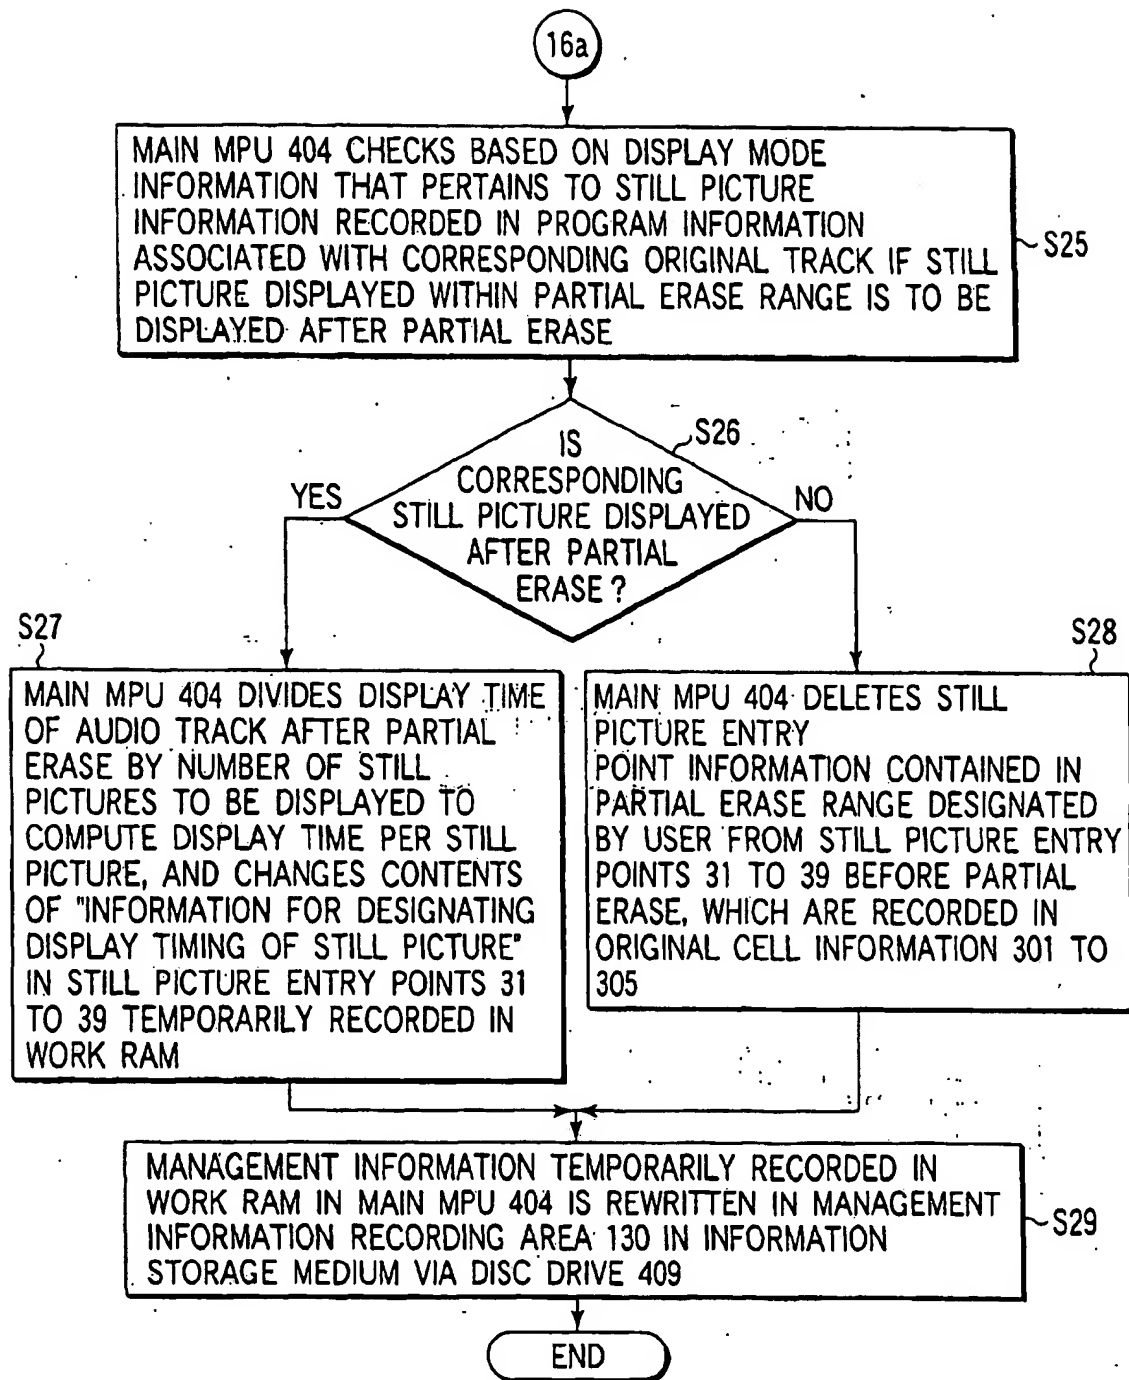 16a
MAIN MPU 404 CHECKS BASED ON DISPLAY MODE
INFORMATION THAT PERTAINS TO STILL PICTURE
INFORMATION RECORDED IN PROGRAM INFORMATION
ASSOCIATED WITH CORRESPONDING ORIGINAL TRACK IF STILL
PICTURE DISPLAYED WITHIN PARTIAL ERASE RANGE IS TO BE
DISPLAYED AFTER PARTIAL ERASE
S25
S26
IS
CORRESPONDING
STILL PICTURE DISPLAYED
AFTER PARTIAL
ERASE?
YES
NO
S27
MAIN MPU 404 DIVIDES DISPLAY TIME
OF AUDIO TRACK AFTER PARTIAL
ERASE BY NUMBER OF STILL
PICTURES TO BE DISPLAYED TO
COMPUTE DISPLAY TIME PER STILL
PICTURE, AND CHANGES CONTENTS
OF "INFORMATION FOR DESIGNATING
DISPLAY TIMING OF STILL PICTURE"
IN STILL PICTURE ENTRY POINTS 31
TO 39 TEMPORARILY RECORDED IN
WORK RAM
S28
MAIN MPU 404 DELETES STILL
PICTURE ENTRY
POINT INFORMATION CONTAINED IN
PARTIAL ERASE RANGE DESIGNATED
BY USER FROM STILL PICTURE ENTRY
POINTS 31 TO 39 BEFORE PARTIAL
ERASE, WHICH ARE RECORDED IN
ORIGINAL CELL INFORMATION 301 TO
305
MANAGEMENT INFORMATION TEMPORARILY RECORDED IN
WORK RAM IN MAIN MPU 404 IS REWRITTEN IN MANAGEMENT
INFORMATION RECORDING AREA 130 IN INFORMATION
STORAGE MEDIUM VIA DISC DRIVE 409
S29
END